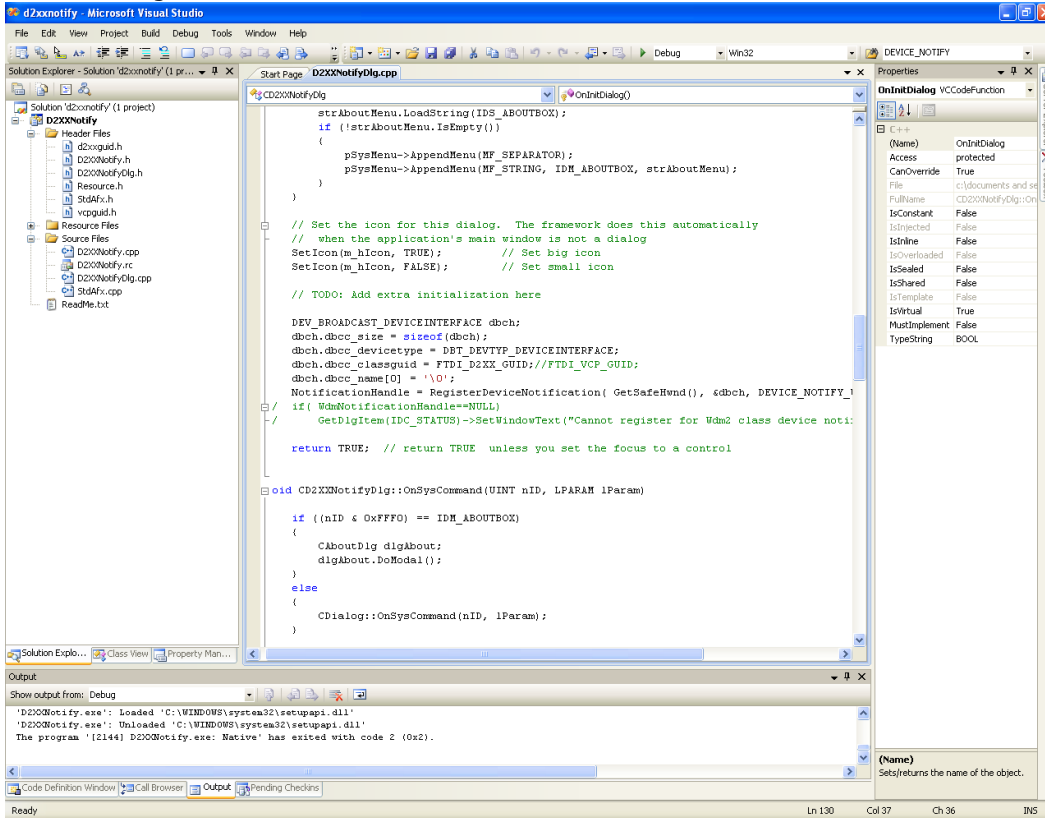 d2xxnotify - Microsoft Visual Studio
File Edit View Project Build Debug Tools Window Help
Debug Win32 DEVICE_NOTIFY
Solution Explorer - Solution 'd2xxnotify' (1 pr...
Solution 'd2xxnotify' (1 project)
D2XXNotify
Header Files
d2xxguid.h
D2XXNotify.h
D2XXNotifyDlg.h
Resource.h
StdAfx.h
vcpguid.h
Resource Files
Source Files
D2XXNotify.cpp
D2XXNotify.rc
D2XXNotifyDlg.cpp
StdAfx.cpp
ReadMe.txt
Solution Explo... Class View Property Man...
Start Page D2XXNotifyDlg.cpp
CD2XXNotifyDlg OnInitDialog()
strAboutMenu.LoadString(IDS_ABOUTBOX);
if (!strAboutMenu.IsEmpty())
{
pSysMenu->AppendMenu(MF_SEPARATOR);
pSysMenu->AppendMenu(MF_STRING, IDM_ABOUTBOX, strAboutMenu);
}
}
// Set the icon for this dialog.  The framework does this automatically
//  when the application's main window is not a dialog
SetIcon(m_hIcon, TRUE);         // Set big icon
SetIcon(m_hIcon, FALSE);        // Set small icon
// TODO: Add extra initialization here
DEV_BROADCAST_DEVICEINTERFACE dbch;
dbch.dbcc_size = sizeof(dbch);
dbch.dbcc_devicetype = DBT_DEVTYP_DEVICEINTERFACE;
dbch.dbcc_classguid = FTDI_D2XX_GUID;//FTDI_VCP_GUID;
dbch.dbcc_name[0] = '\0';
NotificationHandle = RegisterDeviceNotification( GetSafeHwnd(), &dbch, DEVICE_NOTIFY_
/  if( WdmNotificationHandle==NULL)
/      GetDlgItem(IDC_STATUS)->SetWindowText("Cannot register for Wdm2 class device noti
return TRUE;  // return TRUE  unless you set the focus to a control
oid CD2XXNotifyDlg::OnSysCommand(UINT nID, LPARAM lParam)
if ((nID & 0xFFF0) == IDM_ABOUTBOX)
{
CAboutDlg dlgAbout;
dlgAbout.DoModal();
}
else
{
CDialog::OnSysCommand(nID, lParam);
}
Properties
OnInitDialog VCCodeFunction
C++
(Name) OnInitDialog
Access protected
CanOverride True
File c:\documents and se
FullName CD2XXNotifyDlg::On
IsConstant False
IsInjected False
IsInline False
IsOverloaded False
IsSealed False
IsShared False
IsTemplate False
IsVirtual True
MustImplement False
TypeString BOOL
(Name)
Sets/returns the name of the object.
Output
Show output from: Debug
'D2XXNotify.exe': Loaded 'C:\WINDOWS\system32\setupapi.dll'
'D2XXNotify.exe': Unloaded 'C:\WINDOWS\system32\setupapi.dll'
The program '[2144] D2XXNotify.exe: Native' has exited with code 2 (0x2).
Code Definition Window Call Browser Output Pending Checkins
Ready Ln 130 Col 37 Ch 36 INS